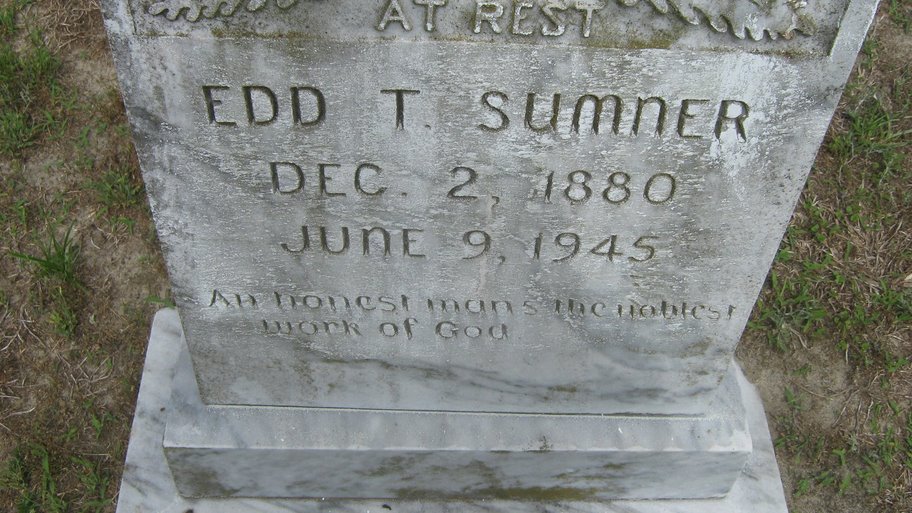 AT REST
EDD T. SUMNER
DEC. 2, 1880
JUNE 9, 1945
An honest man's the noblest
work of God.